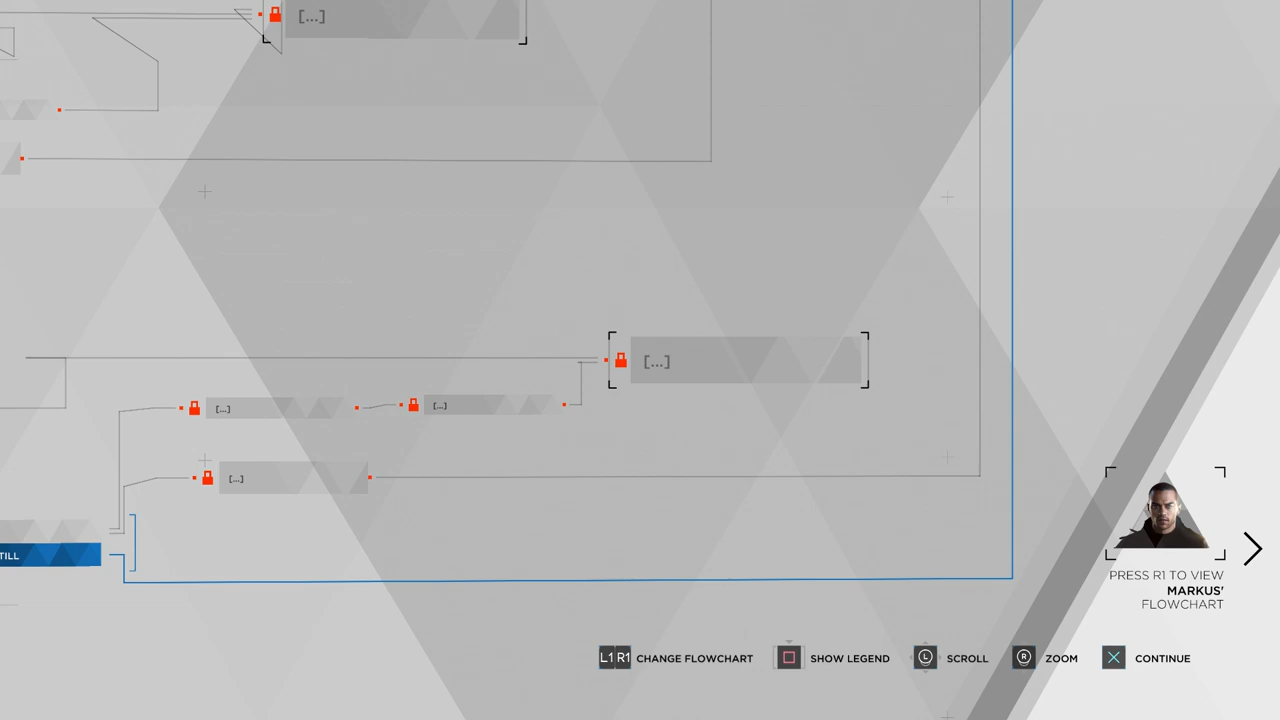 [...]
[...]
[...]
[...]
[...]
TILL
PRESS R1 TO VIEW
MARKUS'
FLOWCHART
L1 R1 CHANGE FLOWCHART
SHOW LEGEND
L SCROLL
R ZOOM
CONTINUE